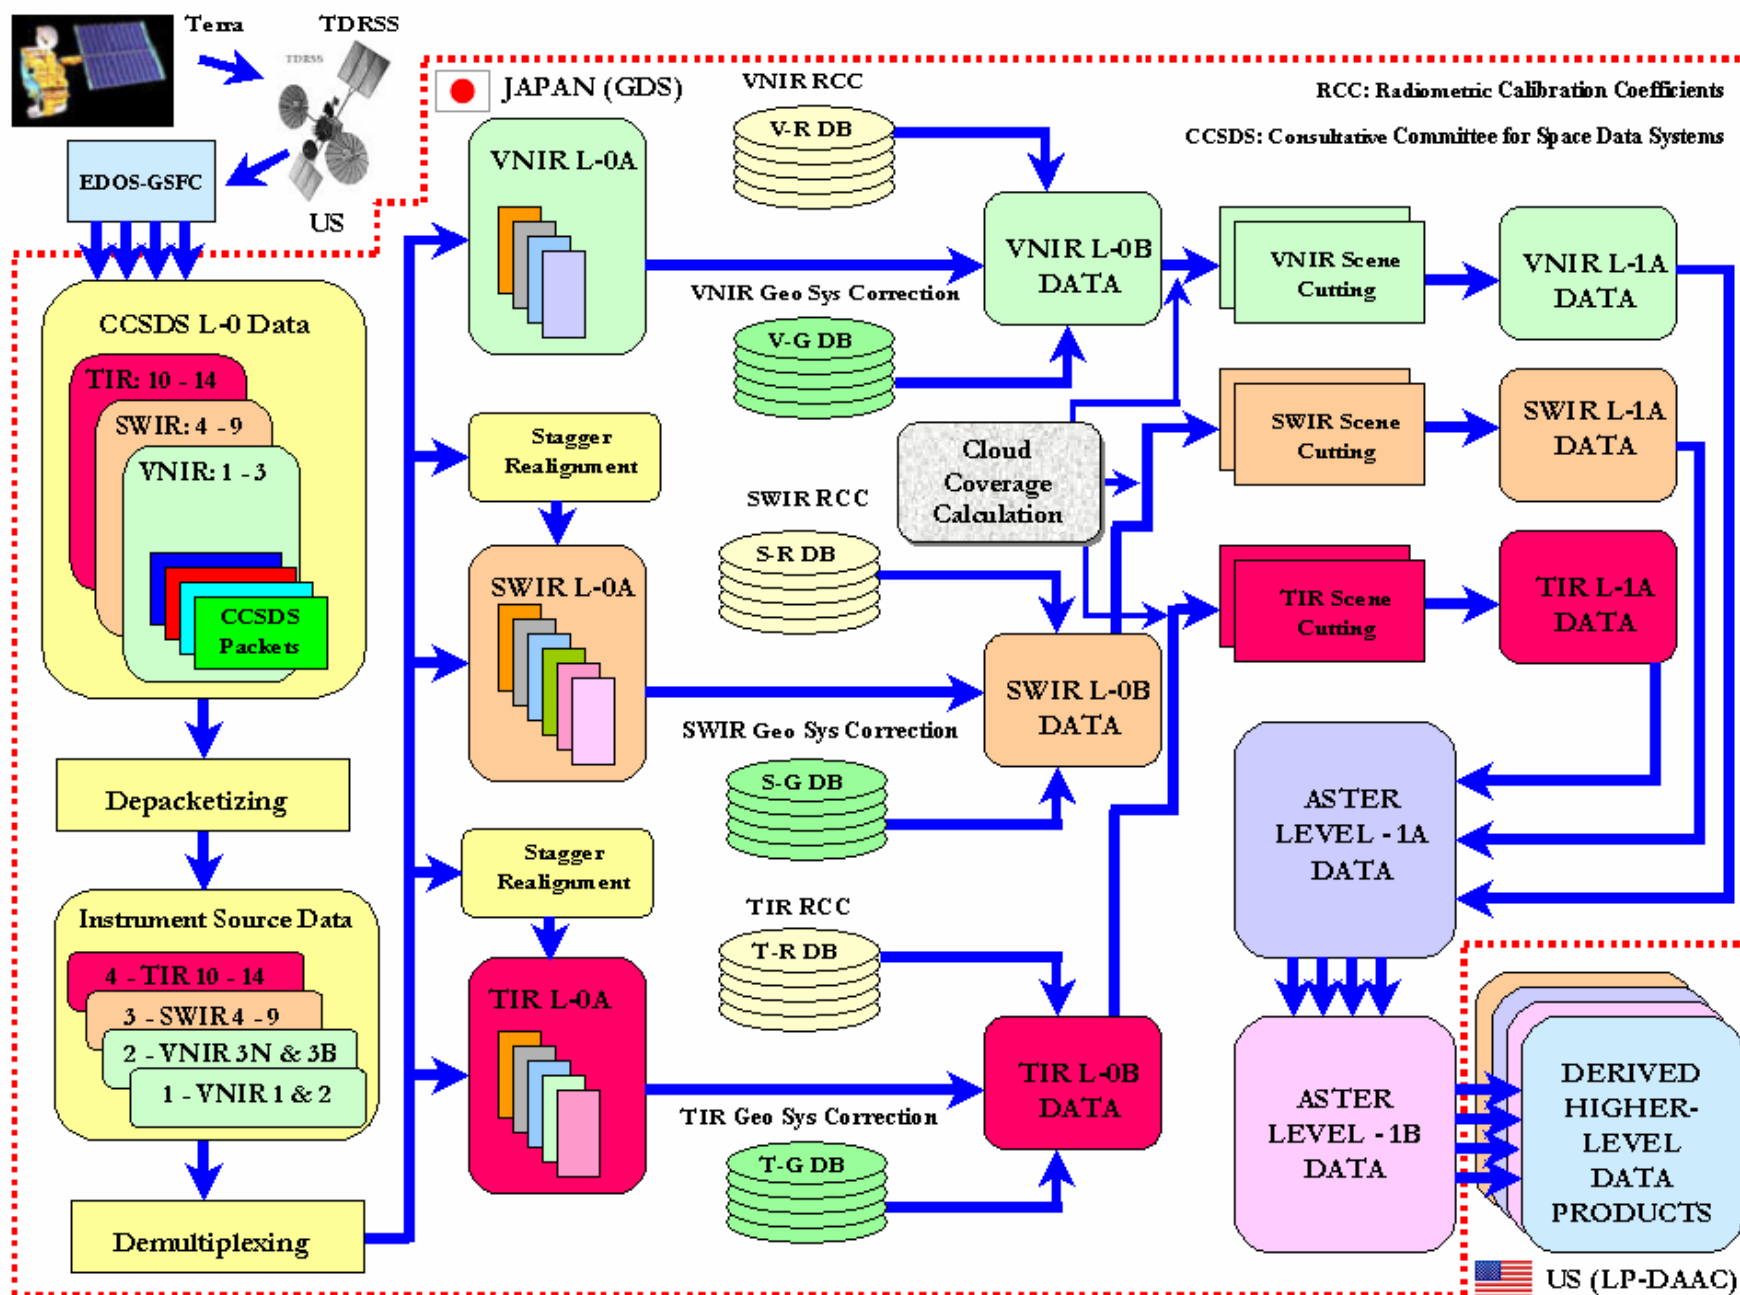 Terra
TDRSS
TDRSS
EDOS-GSFC
US
JAPAN (GDS)
RCC: Radiometric Calibration Coefficients
CCSDS: Consultative Committee for Space Data Systems
CCSDS L-0 Data
TIR: 10 - 14
SWIR: 4 - 9
VNIR: 1 - 3
CCSDS
Packets
Depacketizing
Instrument Source Data
4 - TIR 10 - 14
3 - SWIR 4 - 9
2 - VNIR 3N & 3B
1 - VNIR 1 & 2
Demultiplexing
VNIR L-0A
Stagger
Realignment
SWIR L-0A
Stagger
Realignment
TIR L-0A
VNIR RCC
V-R DB
VNIR Geo Sys Correction
V-G DB
SWIR RCC
S-R DB
SWIR Geo Sys Correction
S-G DB
TIR RCC
T-R DB
TIR Geo Sys Correction
T-G DB
Cloud
Coverage
Calculation
VNIR L-0B
DATA
SWIR L-0B
DATA
TIR L-0B
DATA
VNIR Scene
Cutting
SWIR Scene
Cutting
TIR Scene
Cutting
VNIR L-1A
DATA
SWIR L-1A
DATA
TIR L-1A
DATA
ASTER
LEVEL - 1A
DATA
ASTER
LEVEL - 1B
DATA
DERIVED
HIGHER-
LEVEL
DATA
PRODUCTS
US (LP-DAAC)